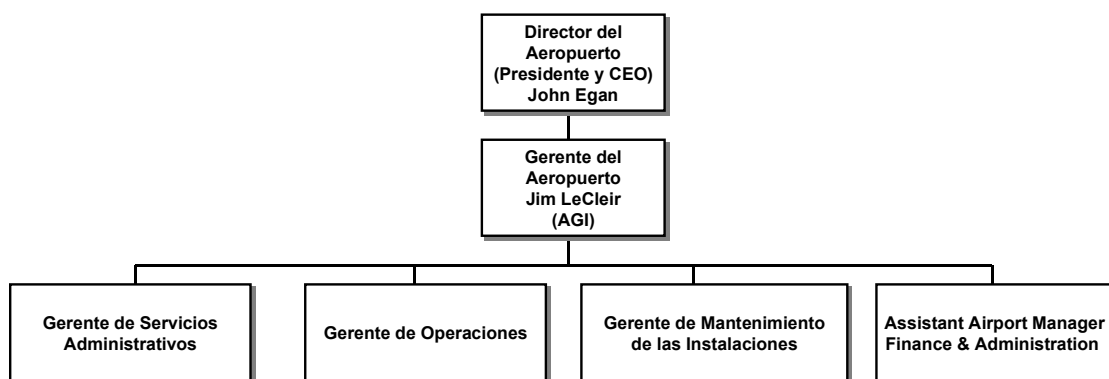 Director del
Aeropuerto
(Presidente y CEO)
John Egan
Gerente del
Aeropuerto
Jim LeCleir
(AGI)
Gerente de Servicios
Administrativos
Gerente de Operaciones
Gerente de Mantenimiento
de las Instalaciones
Assistant Airport Manager
Finance & Administration